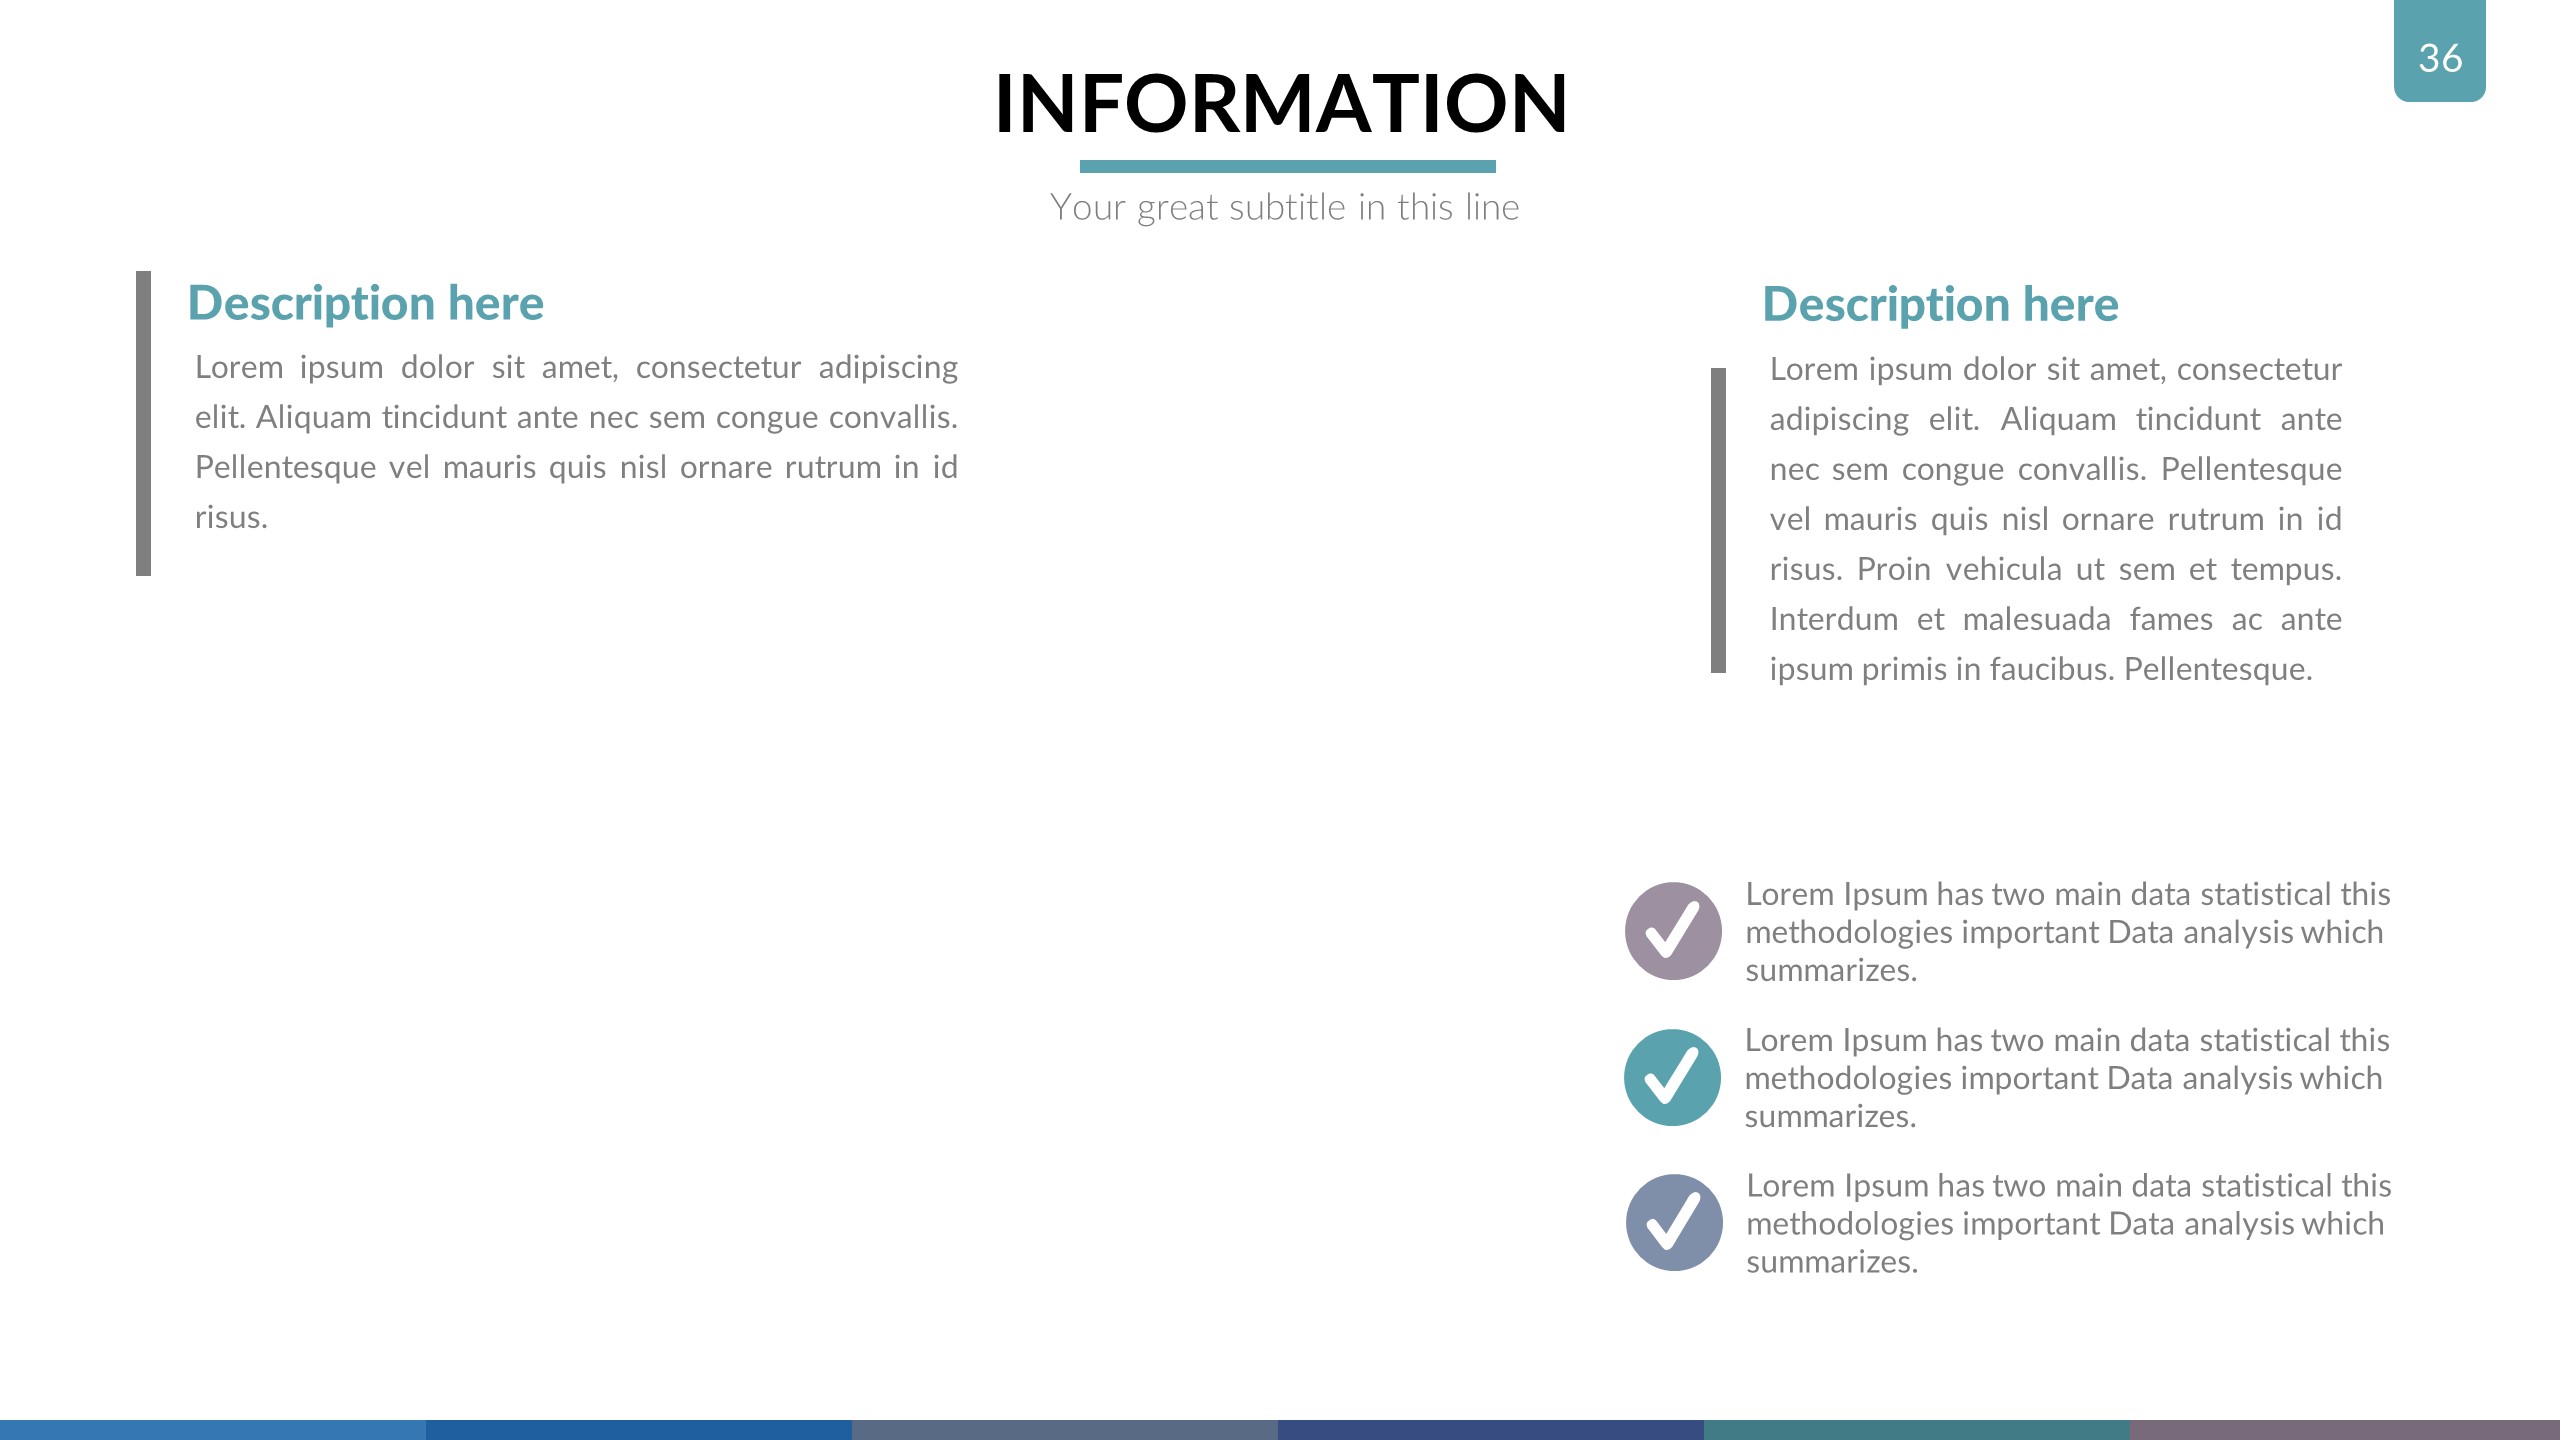 36
INFORMATION
Your great subtitle in this line
Description here
Lorem ipsum dolor sit amet, consectetur adipiscing
elit. Aliquam tincidunt ante nec sem congue convallis.
Pellentesque vel mauris quis nisl ornare rutrum in id
risus.
Description here
Lorem ipsum dolor sit amet, consectetur
adipiscing elit. Aliquam tincidunt ante
nec sem congue convallis. Pellentesque
vel mauris quis nisl ornare rutrum in id
risus. Proin vehicula ut sem et tempus.
Interdum et malesuada fames ac ante
ipsum primis in faucibus. Pellentesque.
Lorem Ipsum has two main data statistical this
methodologies important Data analysis which
summarizes.
Lorem Ipsum has two main data statistical this
methodologies important Data analysis which
summarizes.
Lorem Ipsum has two main data statistical this
methodologies important Data analysis which
summarizes.